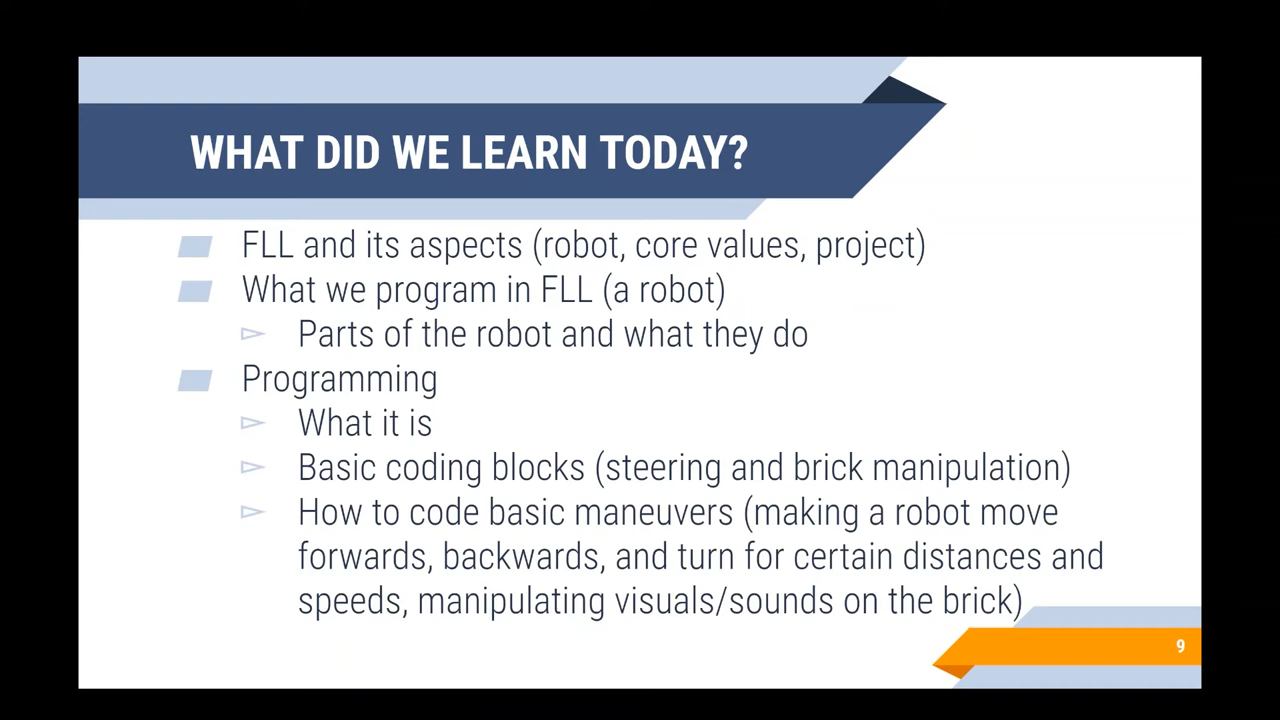 WHAT DID WE LEARN TODAY?
FLL and its aspects (robot, core values, project)
What we program in FLL (a robot)
Parts of the robot and what they do
Programming
What it is
Basic coding blocks (steering and brick manipulation)
How to code basic maneuvers (making a robot move
forwards, backwards, and turn for certain distances and
speeds, manipulating visuals/sounds on the brick)
9